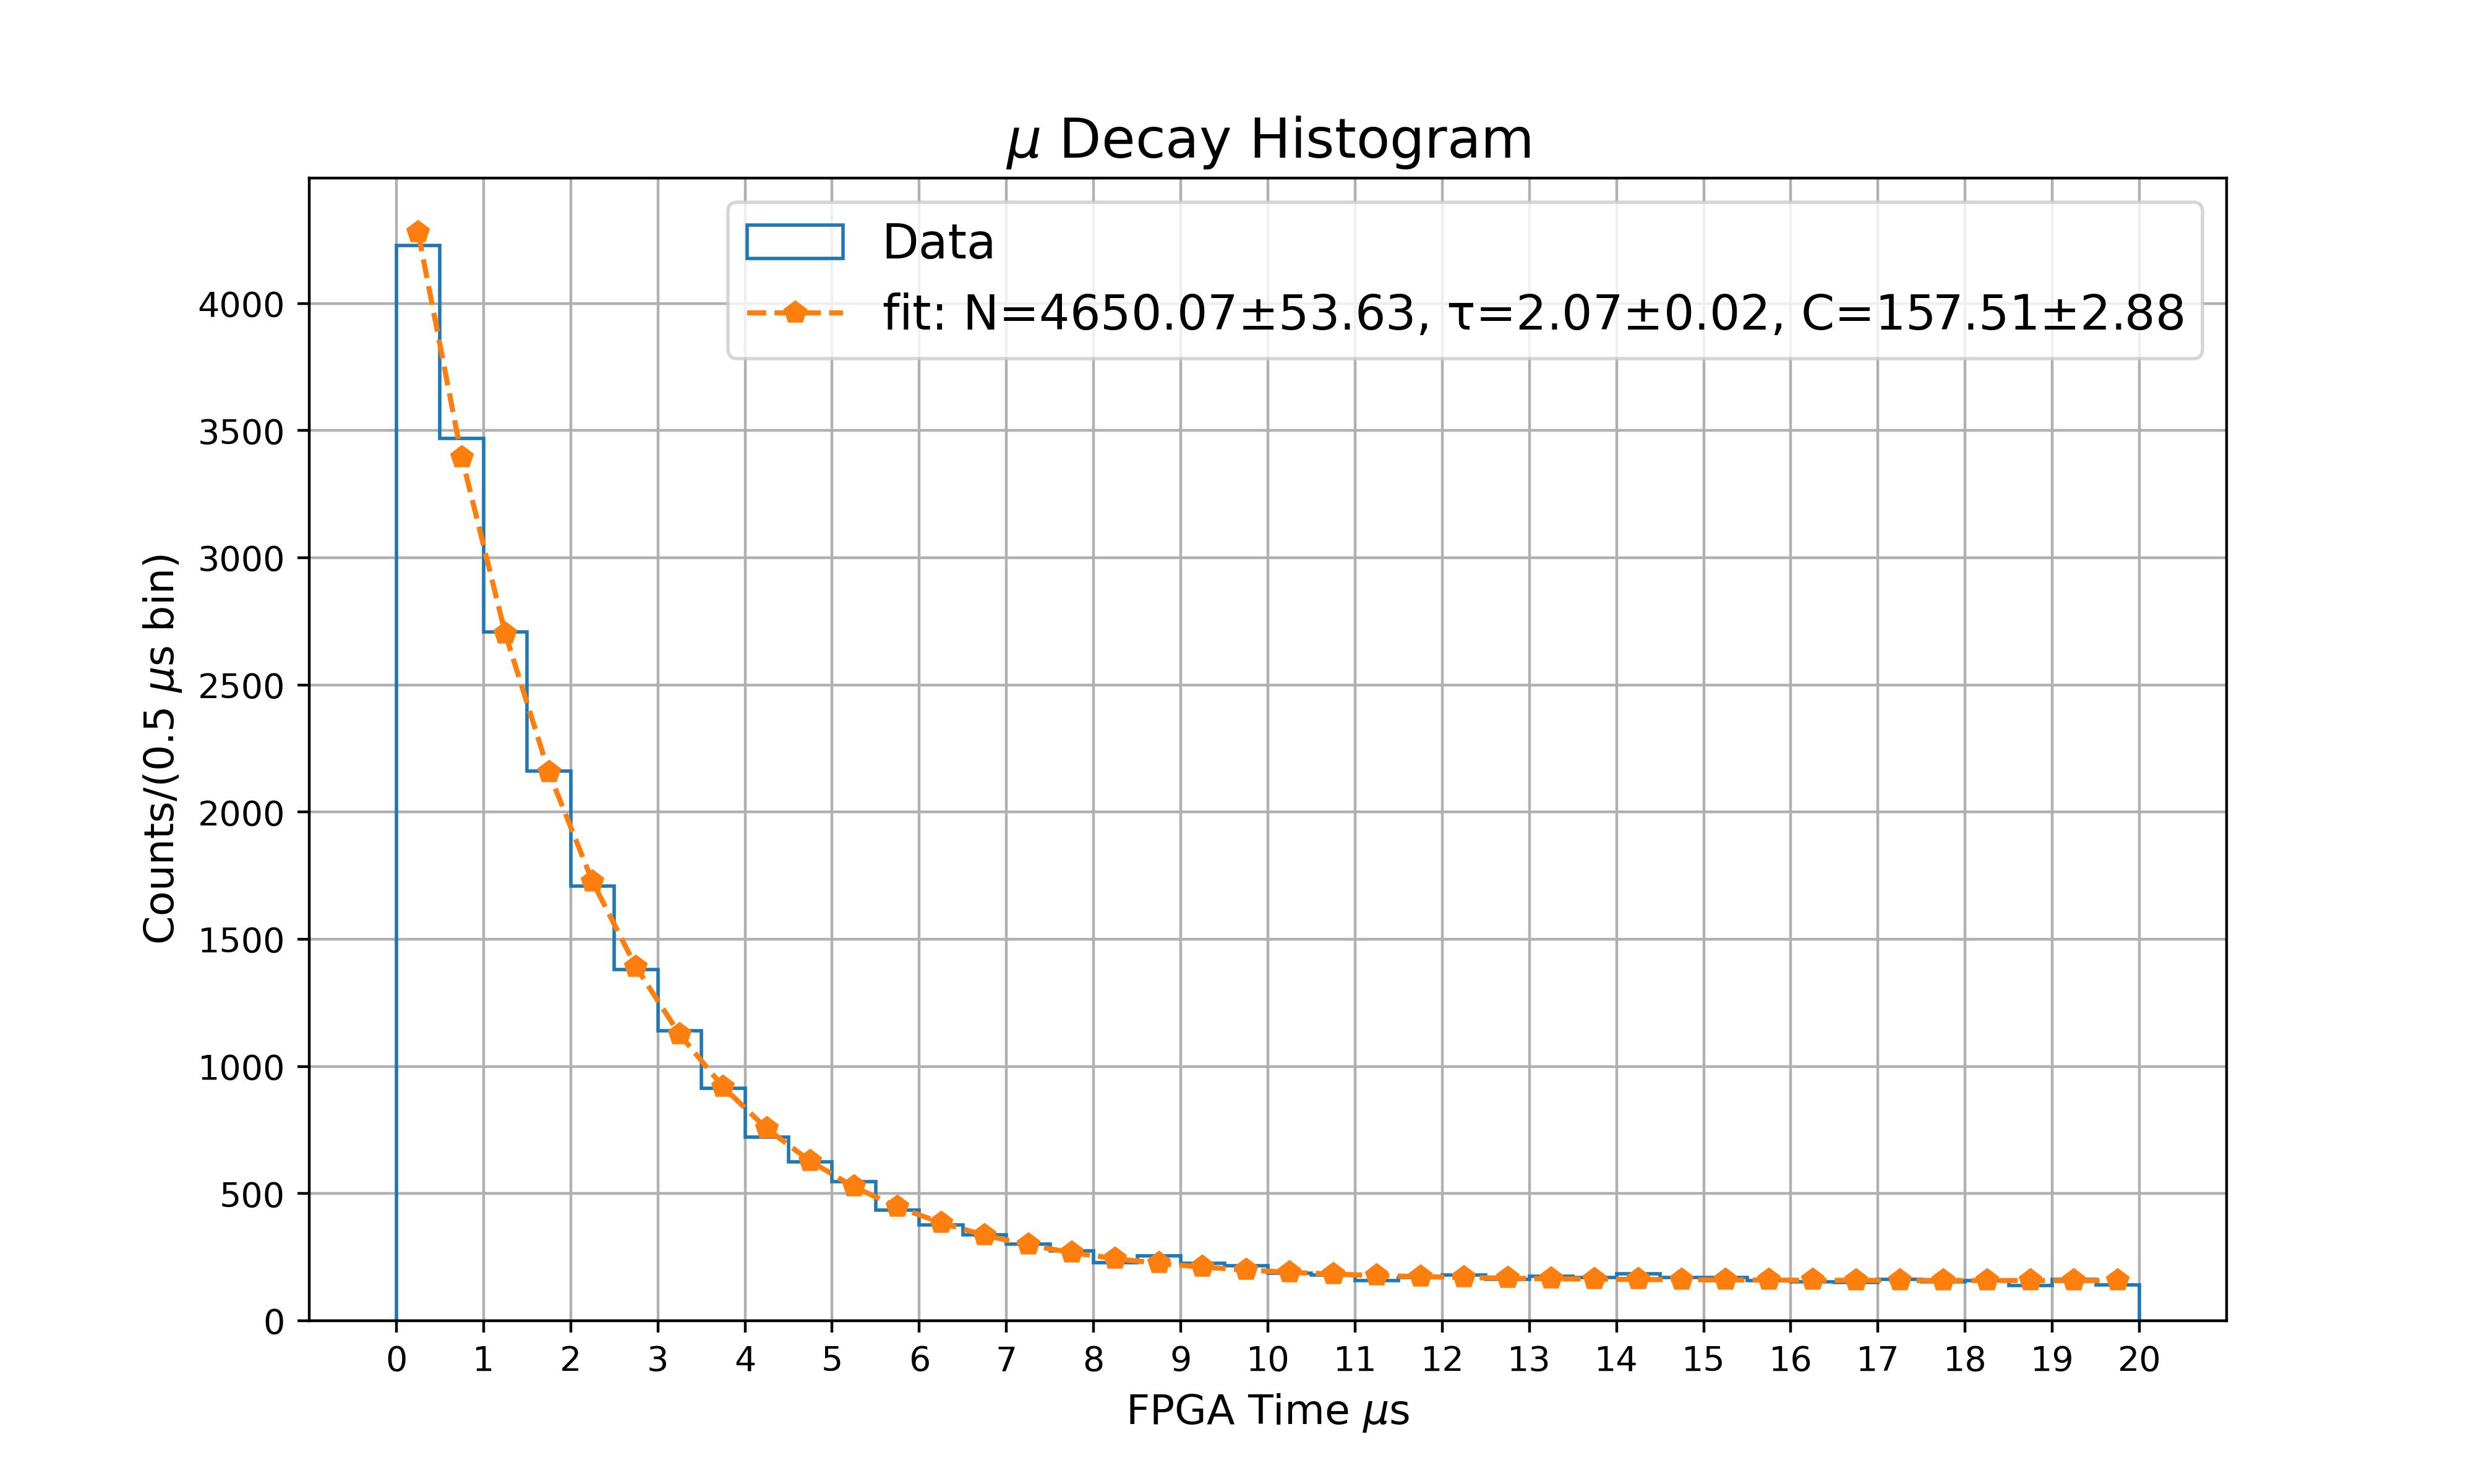 μ Decay Histogram
Data
fit: N=4650.07±53.63, τ=2.07±0.02, C=157.51±2.88
Counts/(0.5 μs bin)
4000
3500
3000
2500
2000
1500
1000
500
0
0 1 2 3 4 5 6 7 8 9 10 11 12 13 14 15 16 17 18 19 20
FPGA Time μs